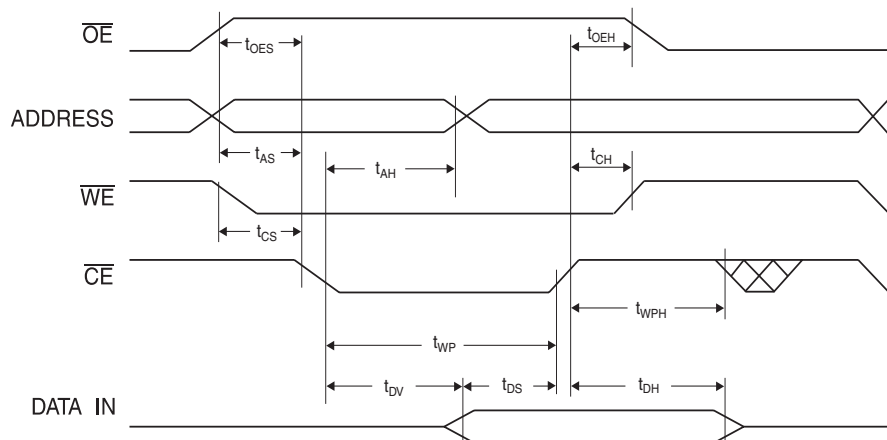 OE
tOES
tOEH
ADDRESS
tAS
tAH
tCH
WE
tCS
CE
tWPH
tWP
tDV
tDS
tDH
DATA IN